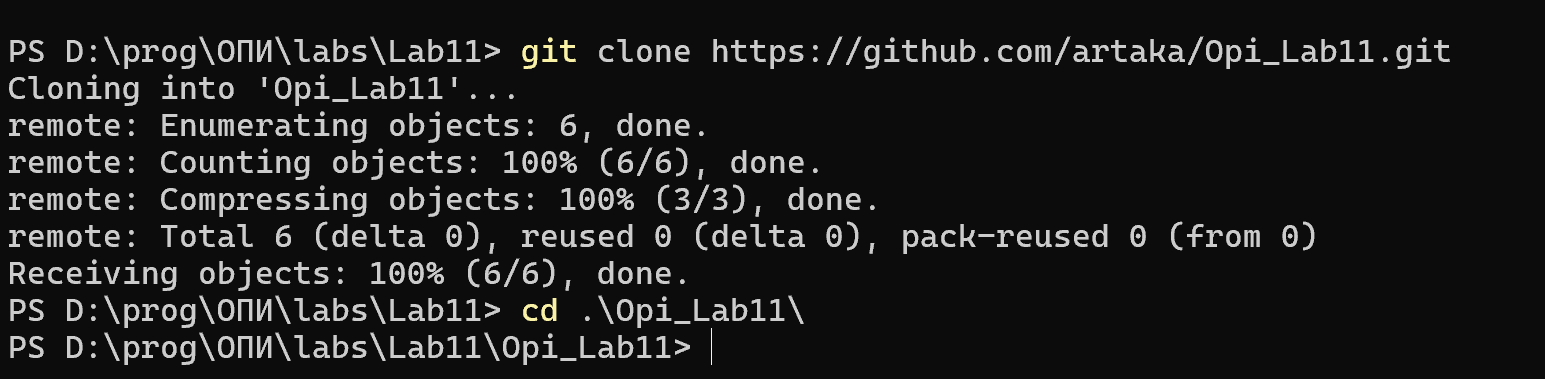 PS D:\prog\ОПИ\labs\Lab11> git clone https://github.com/artaka/Opi_Lab11.git
Cloning into 'Opi_Lab11'...
remote: Enumerating objects: 6, done.
remote: Counting objects: 100% (6/6), done.
remote: Compressing objects: 100% (3/3), done.
remote: Total 6 (delta 0), reused 0 (delta 0), pack-reused 0 (from 0)
Receiving objects: 100% (6/6), done.
PS D:\prog\ОПИ\labs\Lab11> cd .\Opi_Lab11\
PS D:\prog\ОПИ\labs\Lab11\Opi_Lab11>